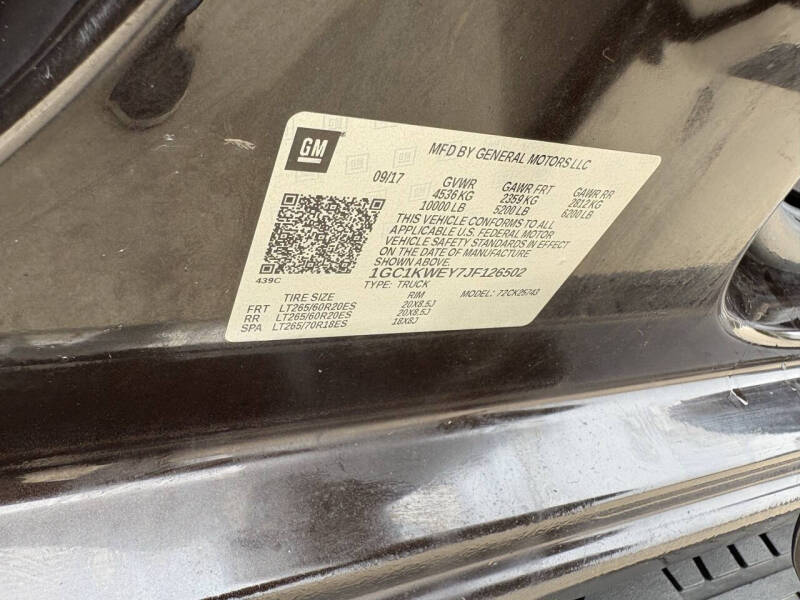 GM
MFD BY GENERAL MOTORS LLC
09/17 GVWR GAWR FRT GAWR RR
4536 KG 2359 KG 2812 KG
10000 LB 5200 LB 6200 LB
THIS VEHICLE CONFORMS TO ALL
APPLICABLE U.S. FEDERAL MOTOR
VEHICLE SAFETY STANDARDS IN EFFECT
ON THE DATE OF MANUFACTURE
SHOWN ABOVE.
439C
1GC1KWEY7JF126502
TYPE: TRUCK MODEL: 72CK25743
TIRE SIZE RIM
FRT LT265/60R20ES 20X8.5J
RR LT265/60R20ES 20X8.5J
SPA LT265/70R18ES 18X8J